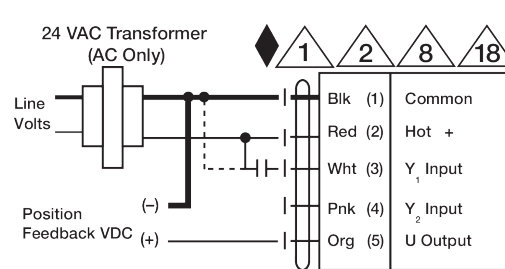 24 VAC Transformer
(AC Only)
1
2
8
18
Line
Volts
Blk (1) Common
Red (2) Hot +
Wht (3) Y1 Input
Pnk (4) Y2 Input
Org (5) U Output
Position
Feedback VDC
(–)
(+)